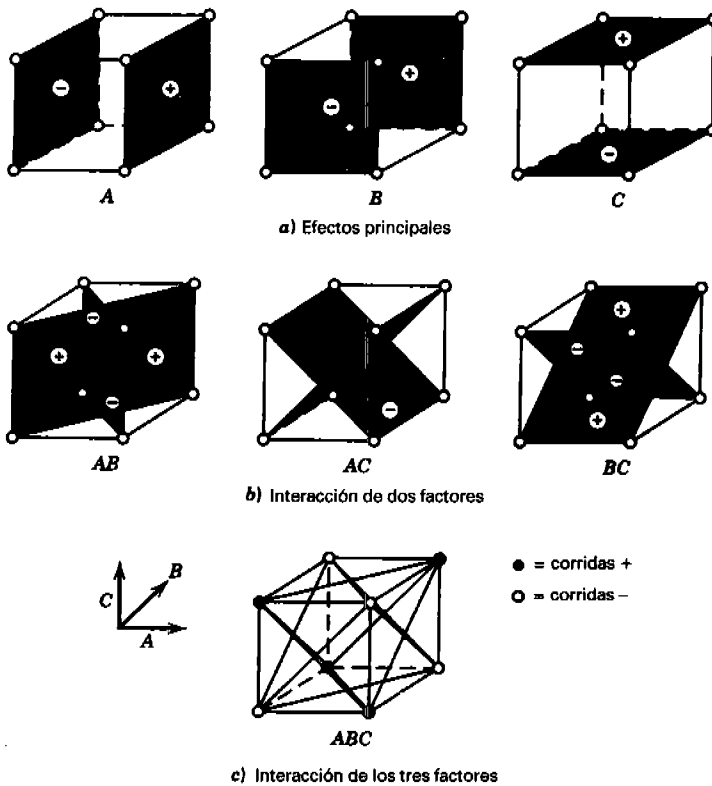 − +
A
− +
B
+
−
C
a) Efectos principales
−
+ +
−
AB
−
AC
+
− −
+
BC
b) Interacción de dos factores
C B
A
ABC
● = corridas +
○ = corridas −
c) Interacción de los tres factores